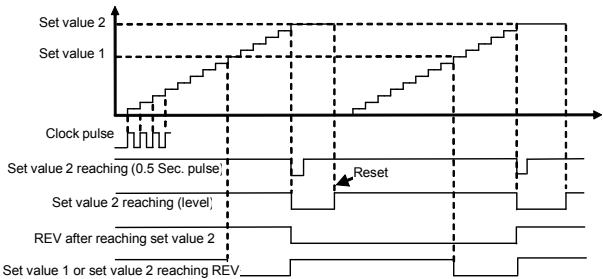 Set value 2
Set value 1
Clock pulse
Set value 2 reaching (0.5 Sec. pulse)
Reset
Set value 2 reaching (level)
REV after reaching set value 2
Set value 1 or set value 2 reaching REV